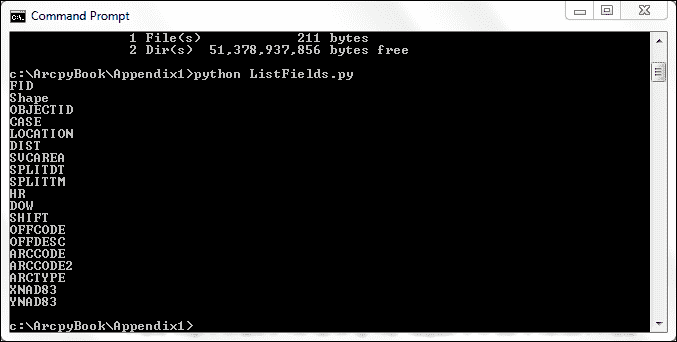 Command Prompt
1 File(s) 211 bytes
2 Dir(s) 51,378,937,856 bytes free
c:\ArcpyBook\Appendix1>python ListFields.py
FID
Shape
OBJECTID
CASE
LOCATION
DIST
SVCAREA
SPLITDT
SPLITTM
HR
DOW
SHIFT
OFFCODE
OFFDESC
ARCCODE
ARCCODE2
ARCTYPE
XNAD83
YNAD83
c:\ArcpyBook\Appendix1>